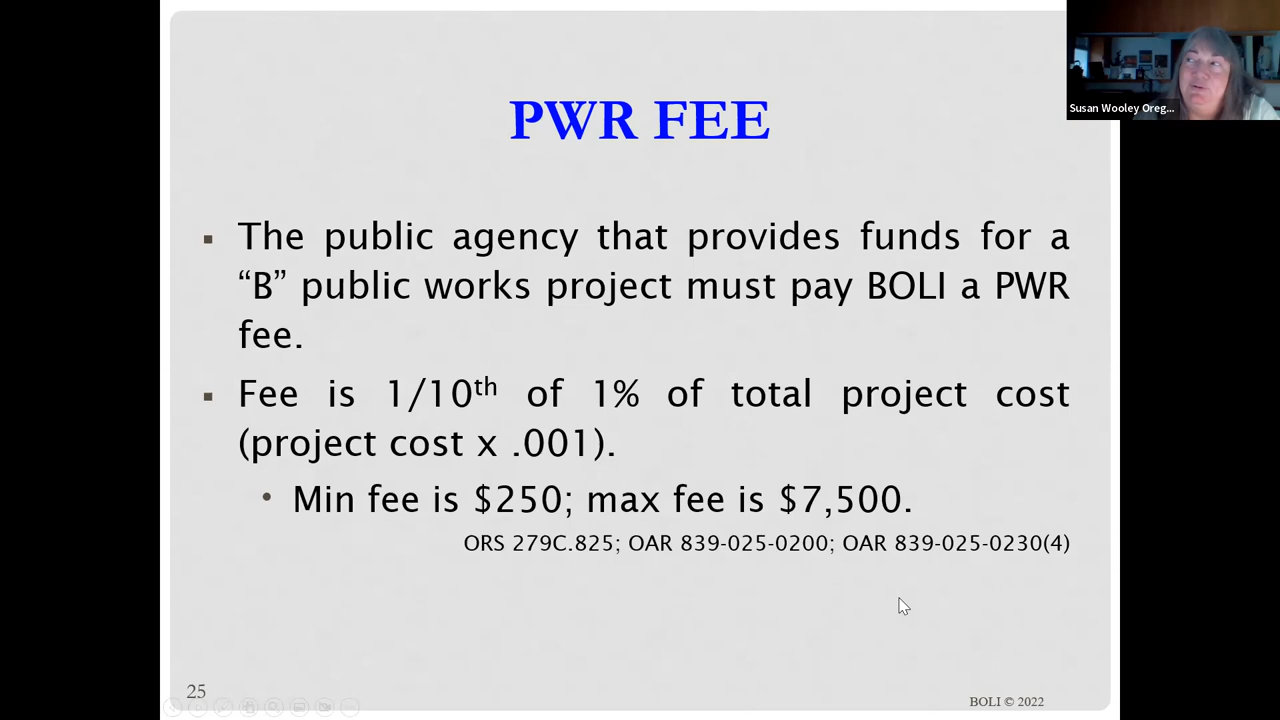 PWR FEE
Susan Wooley Oreg...
▪ The public agency that provides funds for a
“B” public works project must pay BOLI a PWR
fee.
▪ Fee is 1/10th of 1% of total project cost
(project cost x .001).
• Min fee is $250; max fee is $7,500.
ORS 279C.825; OAR 839-025-0200; OAR 839-025-0230(4)
25
BOLI © 2022